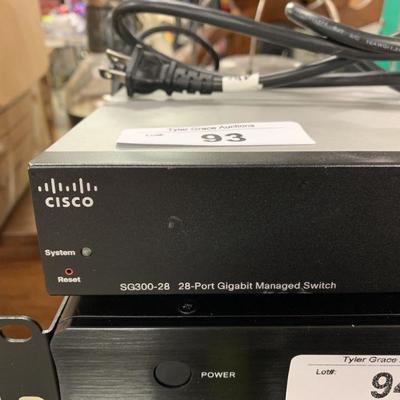 Tyler Grace Auctions
Lot#: 93
CISCO
System
Reset
SG300-28 28-Port Gigabit Managed Switch
POWER
Tyler Grace
Lot#: